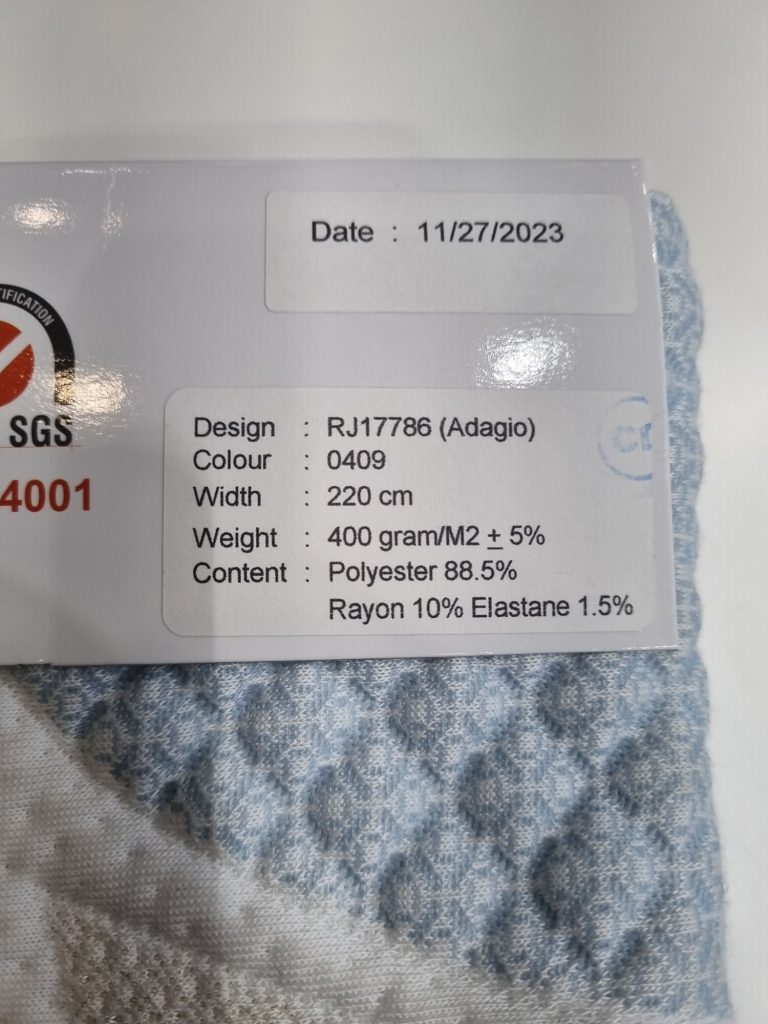 Date : 11/27/2023
TIFICATION
SGS
4001
Design : RJ17786 (Adagio)
Colour : 0409
Width : 220 cm
Weight : 400 gram/M2 ± 5%
Content : Polyester 88.5%
Rayon 10% Elastane 1.5%